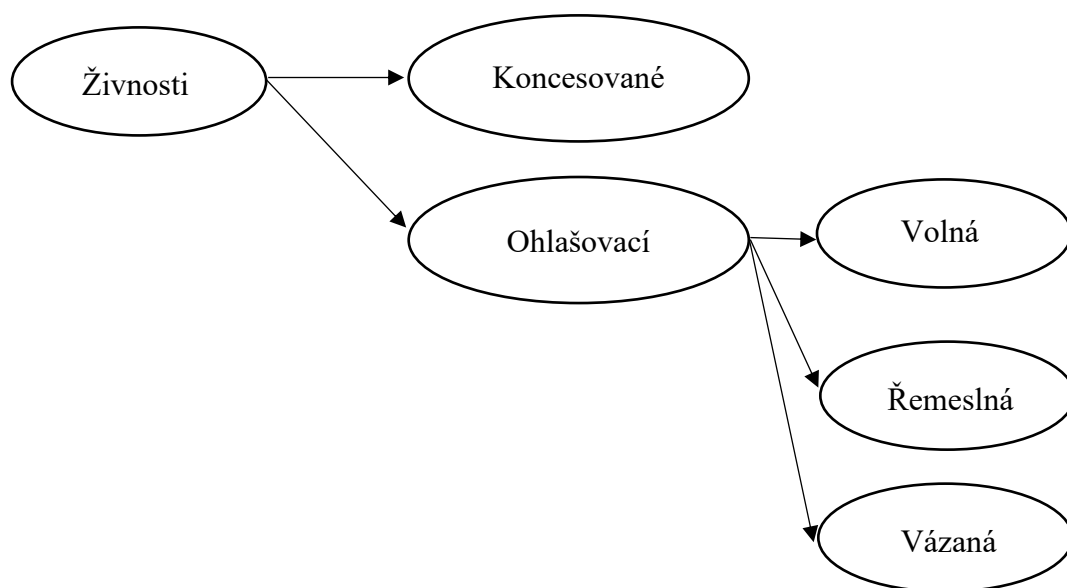 Živnosti
Koncesované
Ohlašovací
Volná
Řemeslná
Vázaná